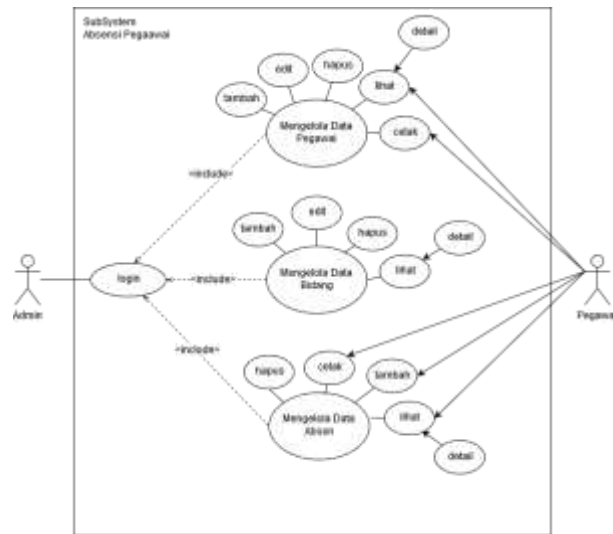 SubSystem
Absensi Pegaawai
detail
edit
hapus
lihat
tambah
Mengelola Data
Pegawai
cetak
<include>
edit
tambah
hapus
detail
Mengelola Data
Bidang
lihat
login
<include>
Admin
Pegawai
<include>
cetak
hapus
tambah
Mengelola Data
Absen
lihat
detail